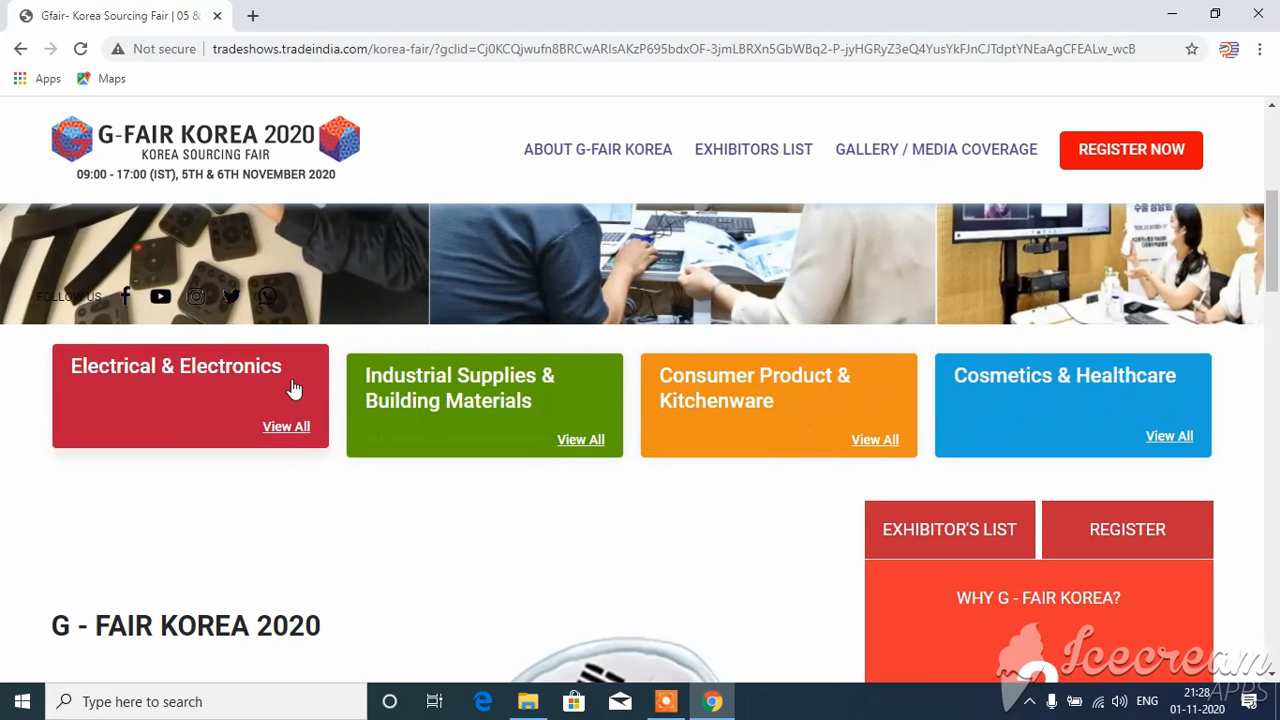 Gfair- Korea Sourcing Fair | 05 &
Not secure
tradeshows.tradeindia.com/korea-fair/?gclid=Cj0KCQjwufn8BRCwARIsAKzP695bdxOF-3jmLBRXn5GbWBq2-P-jyHGRyZ3eQ4YusYkFJnCJTdptYNEaAgCFEALw_wcB
Apps
Maps
G-FAIR KOREA 2020
KOREA SOURCING FAIR
09:00 - 17:00 (IST), 5TH & 6TH NOVEMBER 2020
ABOUT G-FAIR KOREA
EXHIBITORS LIST
GALLERY / MEDIA COVERAGE
REGISTER NOW
FOLLOW US
Electrical & Electronics
View All
Industrial Supplies &
Building Materials
View All
Consumer Product &
Kitchenware
View All
Cosmetics & Healthcare
View All
EXHIBITOR'S LIST
REGISTER
WHY G - FAIR KOREA?
G - FAIR KOREA 2020
Icecream
APPS
Type here to search
ENG
21:28
01-11-2020